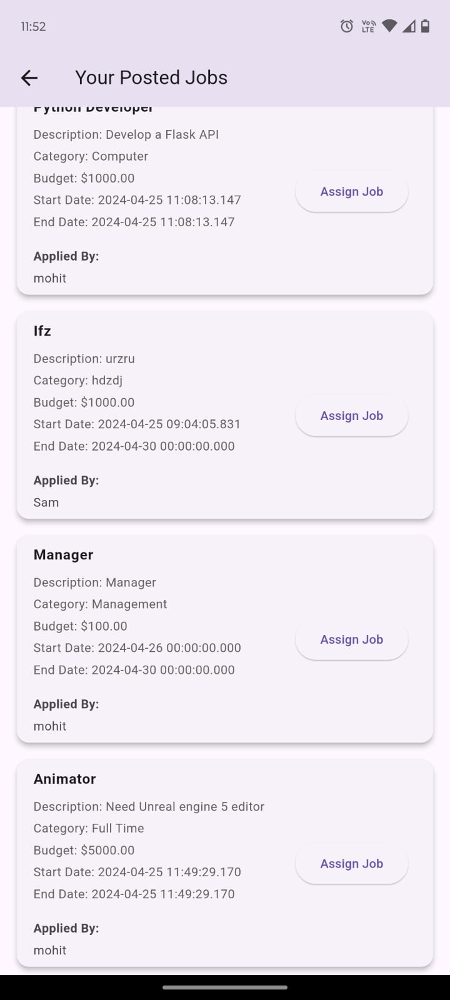 11:52
Vo LTE
Your Posted Jobs
Python Developer
Description: Develop a Flask API
Category: Computer
Budget: $1000.00
Start Date: 2024-04-25 11:08:13.147
End Date: 2024-04-25 11:08:13.147
Assign Job
Applied By:
mohit
Ifz
Description: urzru
Category: hdzdj
Budget: $1000.00
Start Date: 2024-04-25 09:04:05.831
End Date: 2024-04-30 00:00:00.000
Assign Job
Applied By:
Sam
Manager
Description: Manager
Category: Management
Budget: $100.00
Start Date: 2024-04-26 00:00:00.000
End Date: 2024-04-30 00:00:00.000
Assign Job
Applied By:
mohit
Animator
Description: Need Unreal engine 5 editor
Category: Full Time
Budget: $5000.00
Start Date: 2024-04-25 11:49:29.170
End Date: 2024-04-25 11:49:29.170
Assign Job
Applied By:
mohit